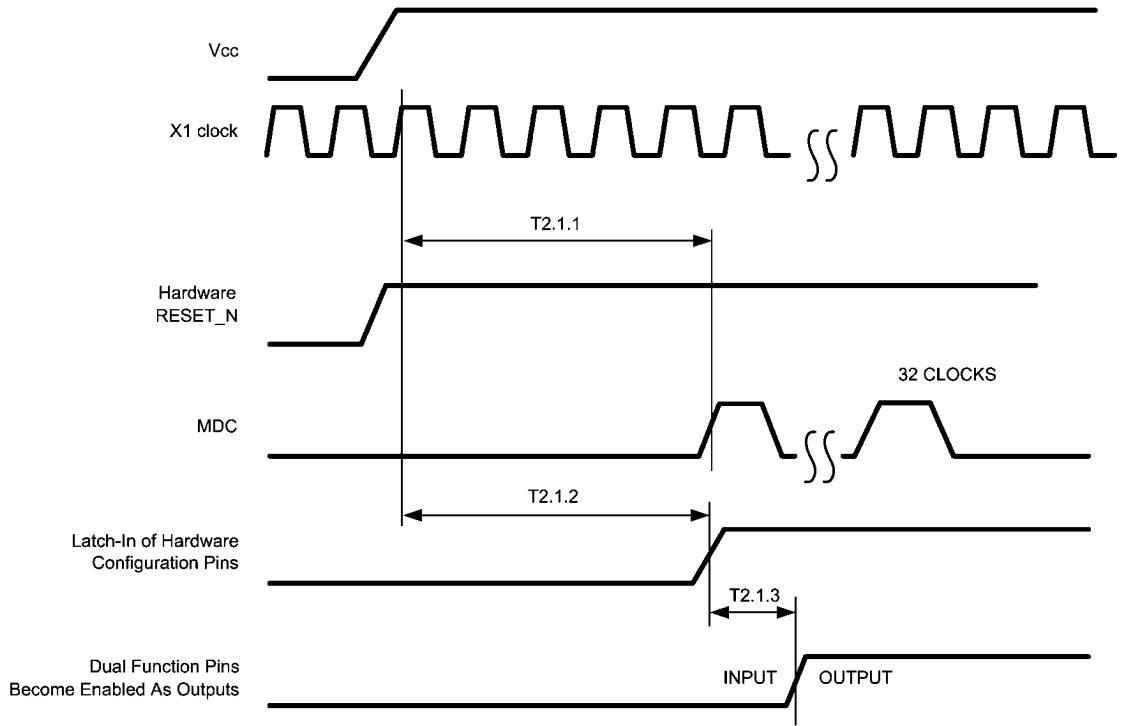 Vcc
X1 clock
T2.1.1
Hardware
RESET_N
32 CLOCKS
MDC
T2.1.2
Latch-In of Hardware
Configuration Pins
T2.1.3
Dual Function Pins
Become Enabled As Outputs
INPUT
OUTPUT